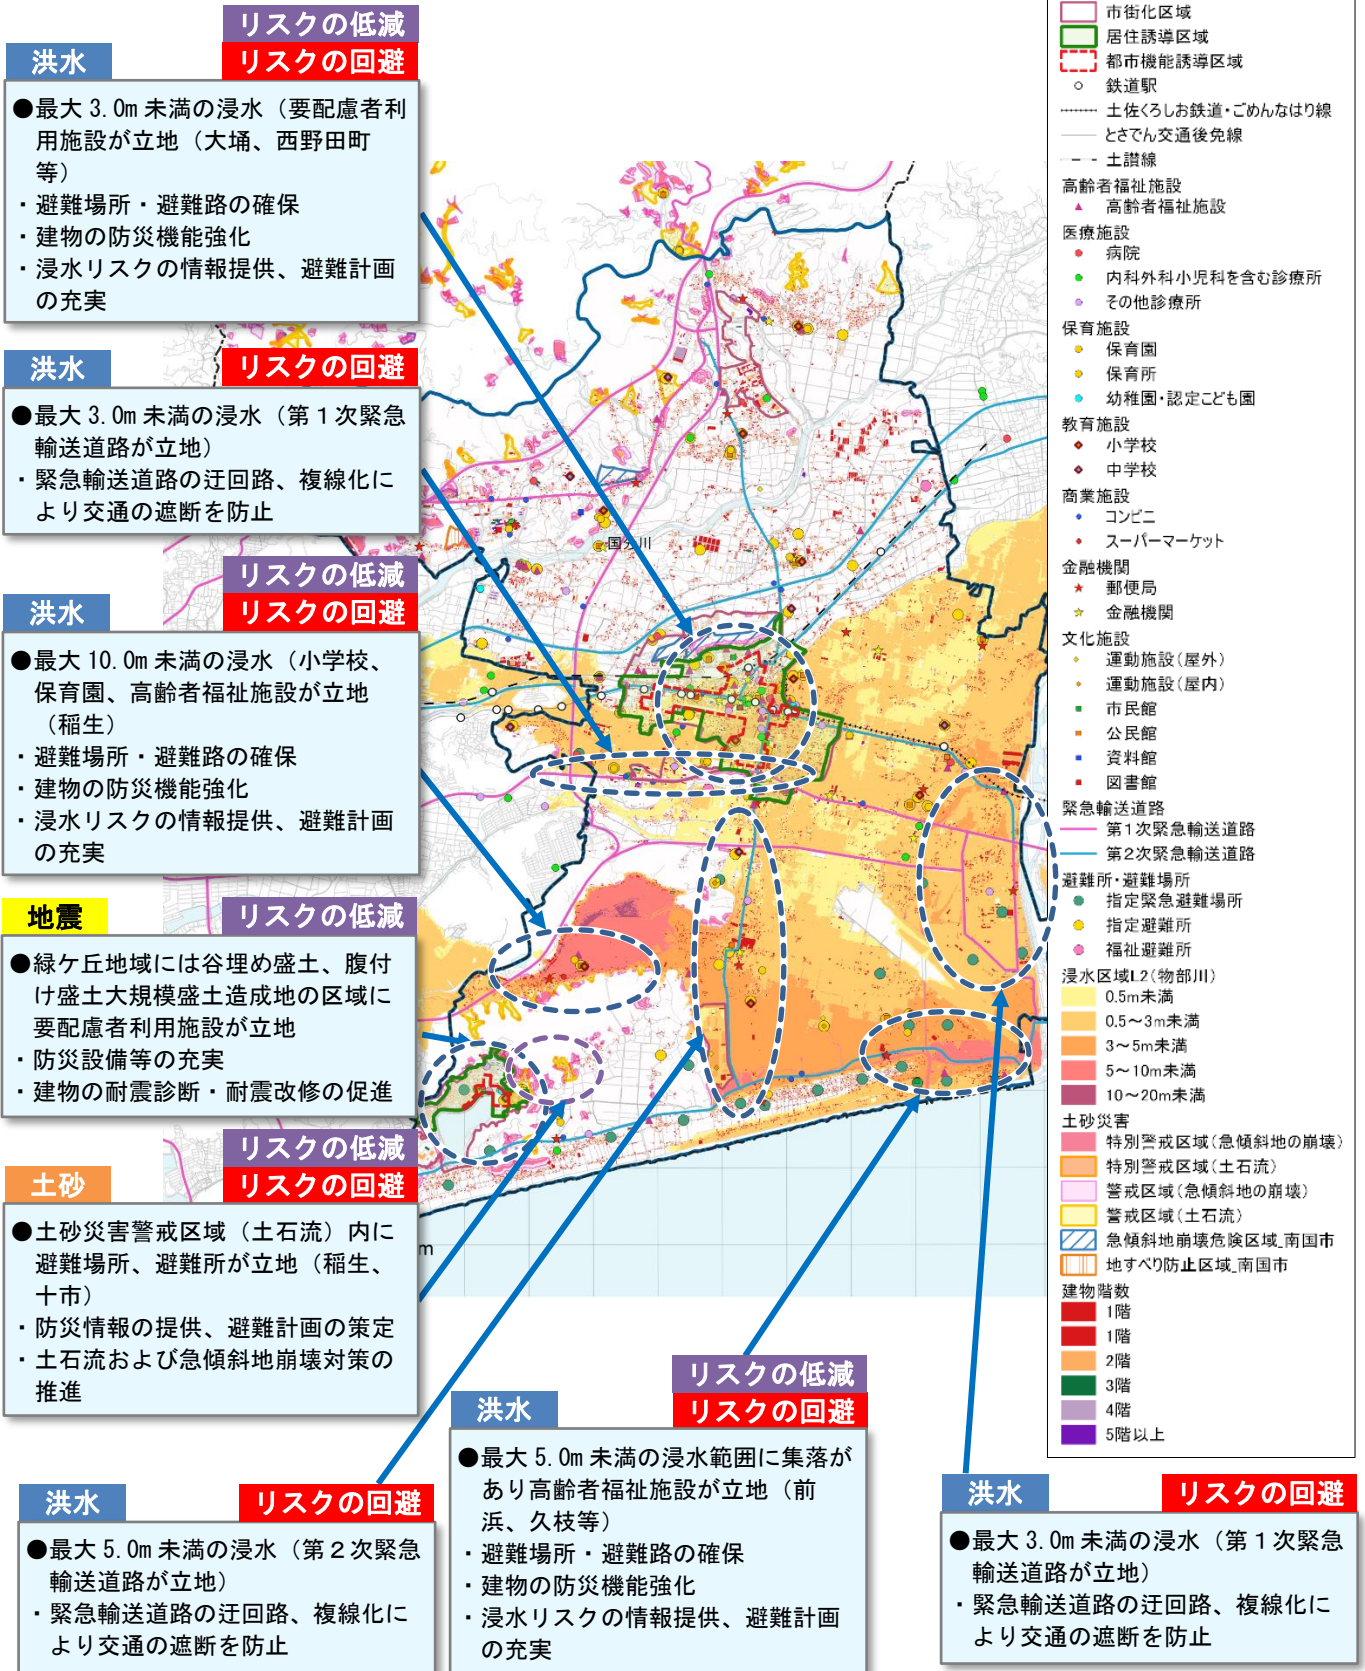 リスクの低減
洪水
リスクの回避
●最大 3.0m 未満の浸水（要配慮者利
用施設が立地（大埇、西野田町
等）
・避難場所・避難路の確保
・建物の防災機能強化
・浸水リスクの情報提供、避難計画
の充実
洪水
リスクの回避
●最大 3.0m 未満の浸水（第１次緊急
輸送道路が立地）
・緊急輸送道路の迂回路、複線化に
より交通の遮断を防止
リスクの低減
洪水
リスクの回避
●最大 10.0m 未満の浸水（小学校、
保育園、高齢者福祉施設が立地
（稲生）
・避難場所・避難路の確保
・建物の防災機能強化
・浸水リスクの情報提供、避難計画
の充実
地震
リスクの低減
●緑ケ丘地域には谷埋め盛土、腹付
け盛土大規模盛土造成地の区域に
要配慮者利用施設が立地
・防災設備等の充実
・建物の耐震診断・耐震改修の促進
リスクの低減
土砂
リスクの回避
●土砂災害警戒区域（土石流）内に
避難場所、避難所が立地（稲生、
十市）
・防災情報の提供、避難計画の策定
・土石流および急傾斜地崩壊対策の
推進
洪水
リスクの回避
●最大 5.0m 未満の浸水（第２次緊急
輸送道路が立地）
・緊急輸送道路の迂回路、複線化に
より交通の遮断を防止
リスクの低減
洪水
リスクの回避
●最大 5.0m 未満の浸水範囲に集落が
あり高齢者福祉施設が立地（前
浜、久枝等）
・避難場所・避難路の確保
・建物の防災機能強化
・浸水リスクの情報提供、避難計画
の充実
洪水
リスクの回避
●最大 3.0m 未満の浸水（第１次緊急
輸送道路が立地）
・緊急輸送道路の迂回路、複線化に
より交通の遮断を防止
国分川
m
市街化区域
居住誘導区域
都市機能誘導区域
鉄道駅
土佐くろしお鉄道・ごめんなはり線
とさでん交通後免線
土讃線
高齢者福祉施設
高齢者福祉施設
医療施設
病院
内科外科小児科を含む診療所
その他診療所
保育施設
保育園
保育所
幼稚園・認定こども園
教育施設
小学校
中学校
商業施設
コンビニ
スーパーマーケット
金融機関
郵便局
金融機関
文化施設
運動施設（屋外）
運動施設（屋内）
市民館
公民館
資料館
図書館
緊急輸送道路
第１次緊急輸送道路
第２次緊急輸送道路
避難所・避難場所
指定緊急避難場所
指定避難所
福祉避難所
浸水区域L2（物部川）
0.5m未満
0.5～3m未満
3～5m未満
5～10m未満
10～20m未満
土砂災害
特別警戒区域（急傾斜地の崩壊）
特別警戒区域（土石流）
警戒区域（急傾斜地の崩壊）
警戒区域（土石流）
急傾斜地崩壊危険区域_南国市
地すべり防止区域_南国市
建物階数
1階
1階
2階
3階
4階
5階以上